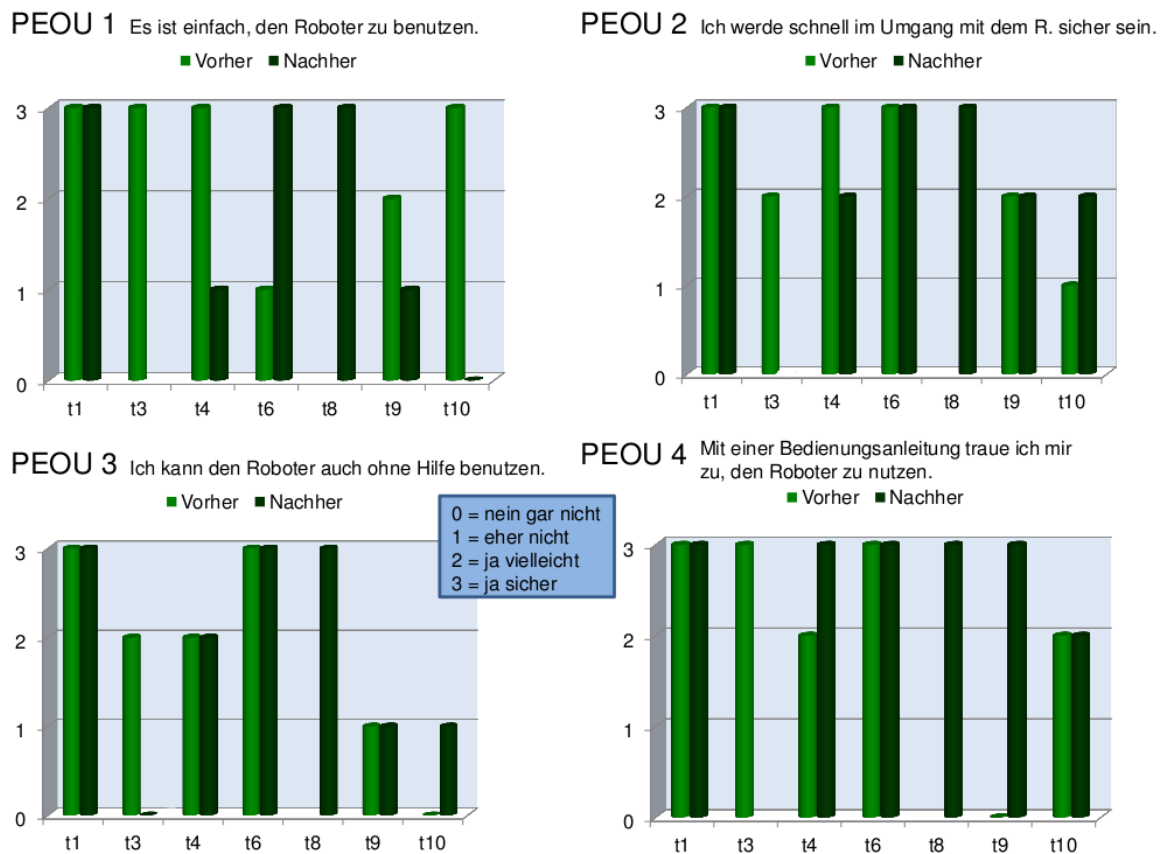 PEOU 1 Es ist einfach, den Roboter zu benutzen.
Vorher Nachher
3
2
1
0
t1 t3 t4 t6 t8 t9 t10
PEOU 2 Ich werde schnell im Umgang mit dem R. sicher sein.
Vorher Nachher
3
2
1
0
t1 t3 t4 t6 t8 t9 t10
PEOU 3 Ich kann den Roboter auch ohne Hilfe benutzen.
Vorher Nachher
3
2
1
0
t1 t3 t4 t6 t8 t9 t10
0 = nein gar nicht
1 = eher nicht
2 = ja vielleicht
3 = ja sicher
PEOU 4 Mit einer Bedienungsanleitung traue ich mir
zu, den Roboter zu nutzen.
Vorher Nachher
3
2
1
0
t1 t3 t4 t6 t8 t9 t10